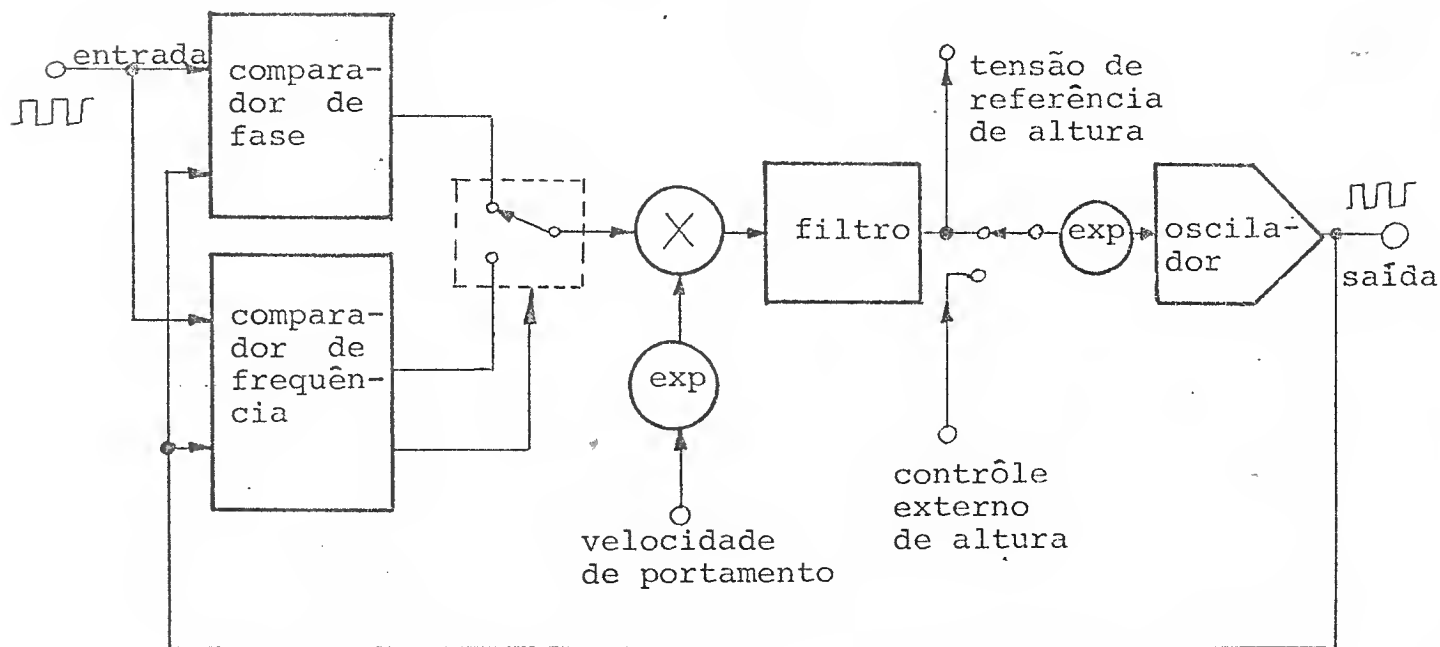 entrada
compara-
dor de
fase
compara-
dor de
frequên-
cia
exp
velocidade
de portamento
filtro
tensão de
referência
de altura
contrôle
externo
de altura
exp
oscila-
dor
saída